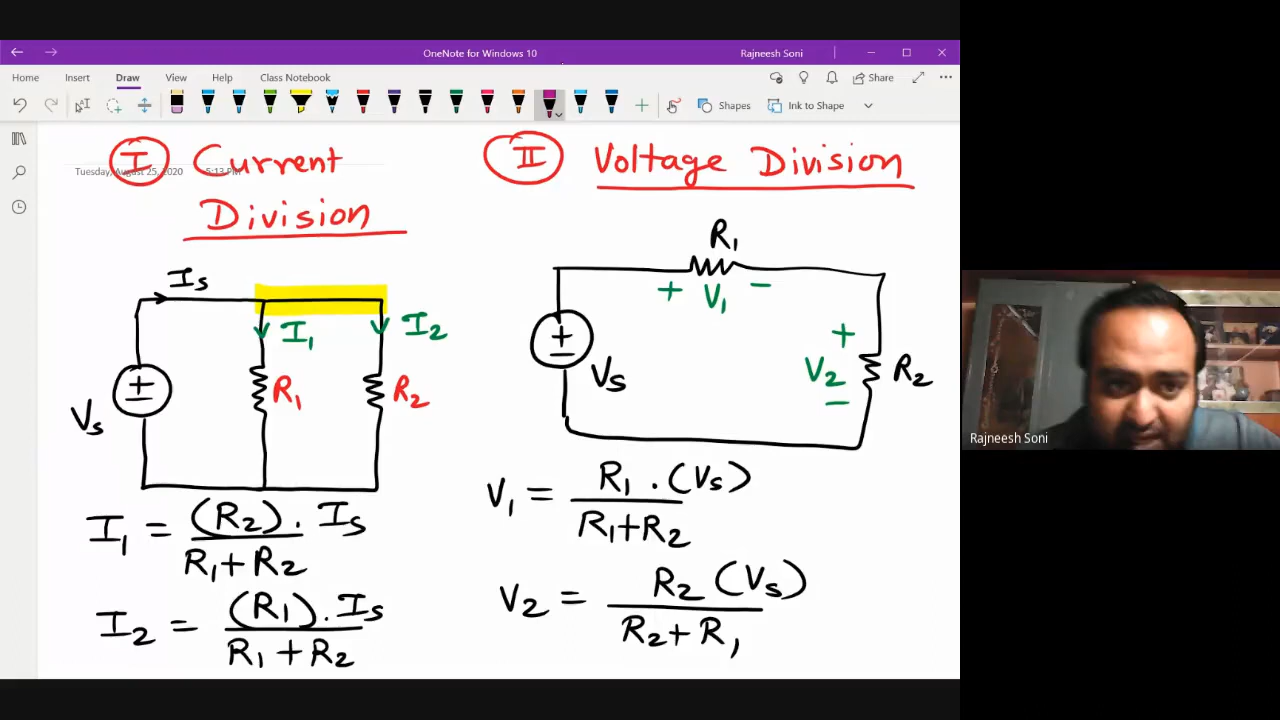 OneNote for Windows 10
Rajneesh Soni
Home Insert Draw View Help Class Notebook
Share
Shapes
Ink to Shape
I Current
Division
Tuesday, August 25, 2020 5:13 PM
Is
I1 I2
R1 R2
Vs
I1 = (R2) . Is
R1 + R2
I2 = (R1) . Is
R1 + R2
II Voltage Division
R1
+ V1 -
+
V2
-
R2
+
-
Vs
V1 = R1 . (Vs)
R1+R2
V2 = R2 (Vs)
R2 + R1
Rajneesh Soni